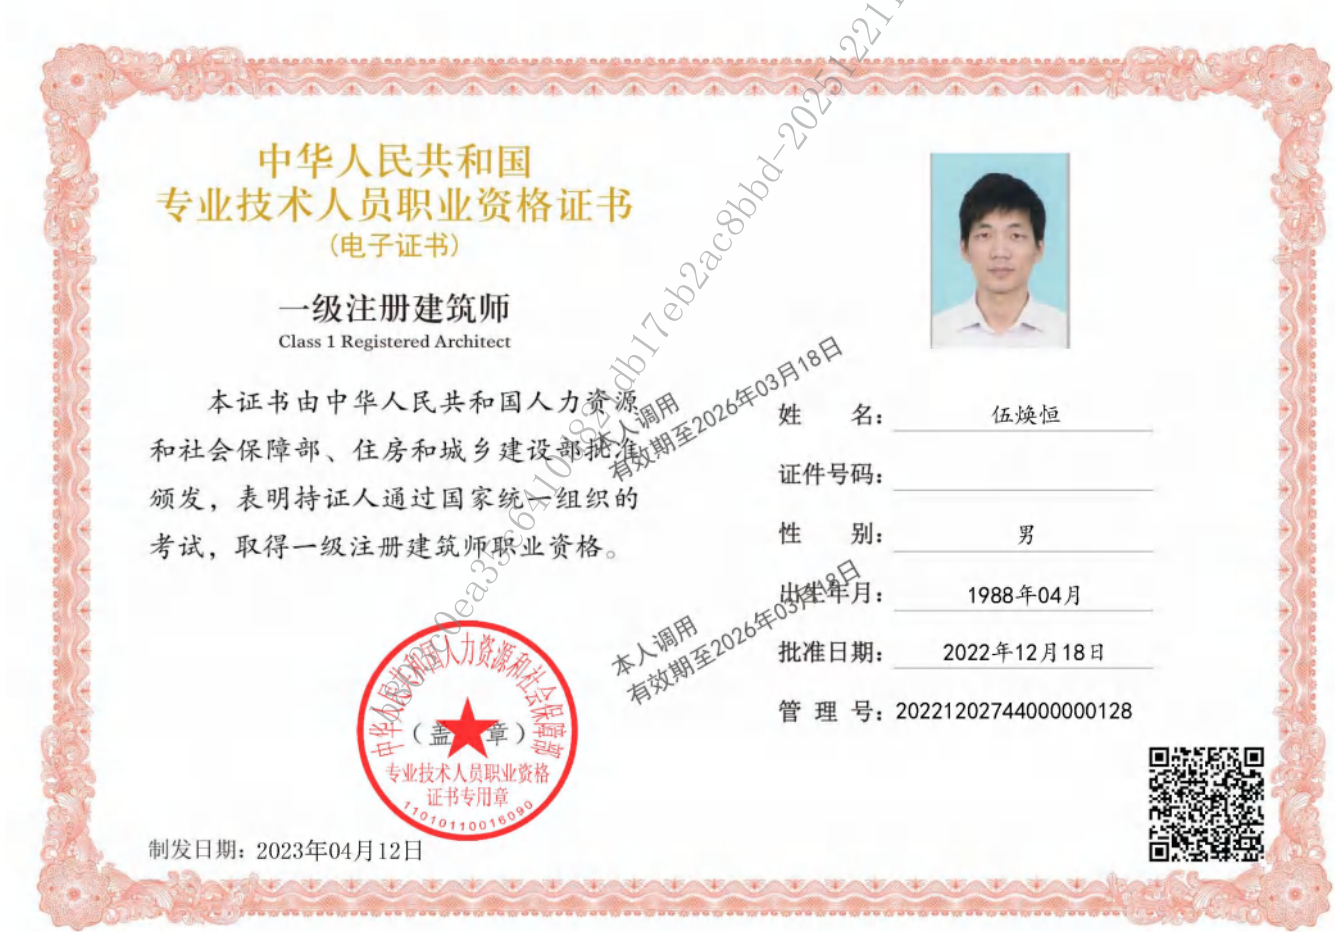 中华人民共和国
专业技术人员职业资格证书
(电子证书)
一级注册建筑师
Class 1 Registered Architect
本证书由中华人民共和国人力资源
和社会保障部、住房和城乡建设部批准
颁发，表明持证人通过国家统一组织的
考试，取得一级注册建筑师职业资格。
中华人民共和国人力资源和社会保障部
(盖 章)
专业技术人员职业资格
证书专用章
11010110016090
制发日期：2023年04月12日
姓 名：伍焕恒
证件号码：
性 别：男
出生年月：1988年04月
批准日期：2022年12月18日
管 理 号：20221202744000000128
本人调用
有效期至2026年03月18日
本人调用
有效期至2026年03月18日